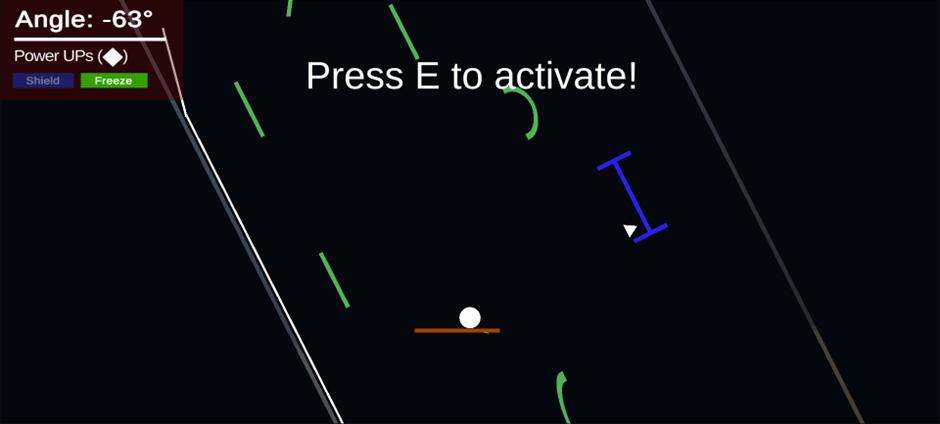 Angle: -63°
Power UPs (◆)
Shield
Freeze
Press E to activate!